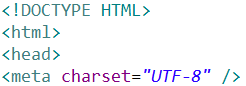 <!DOCTYPE HTML>
<html>
<head>
<meta charset="UTF-8" />